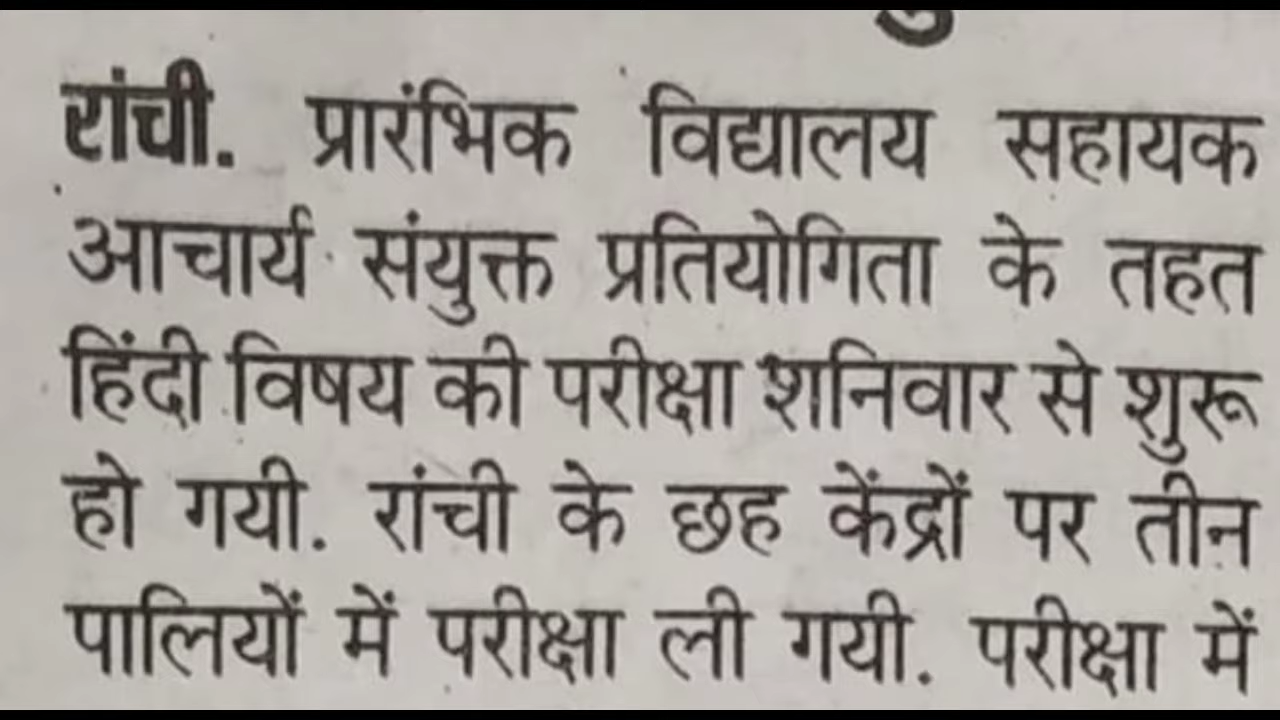 रांची. प्रारंभिक विद्यालय सहायक
आचार्य संयुक्त प्रतियोगिता के तहत
हिंदी विषय की परीक्षा शनिवार से शुरू
हो गयी. रांची के छह केंद्रों पर तीन
पालियों में परीक्षा ली गयी. परीक्षा में